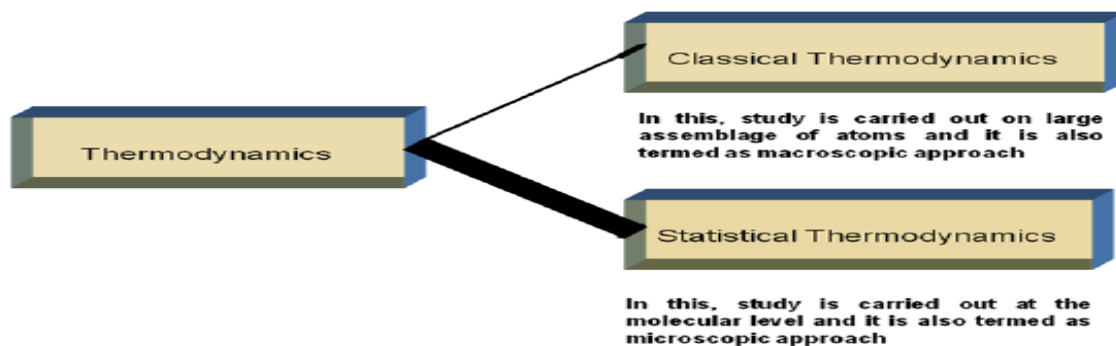 Classical Thermodynamics
In this, study is carried out on large
assemblage of atoms and it is also
termed as macroscopic approach
Thermodynamics
Statistical Thermodynamics
In this, study is carried out at the
molecular level and it is also termed as
microscopic approach